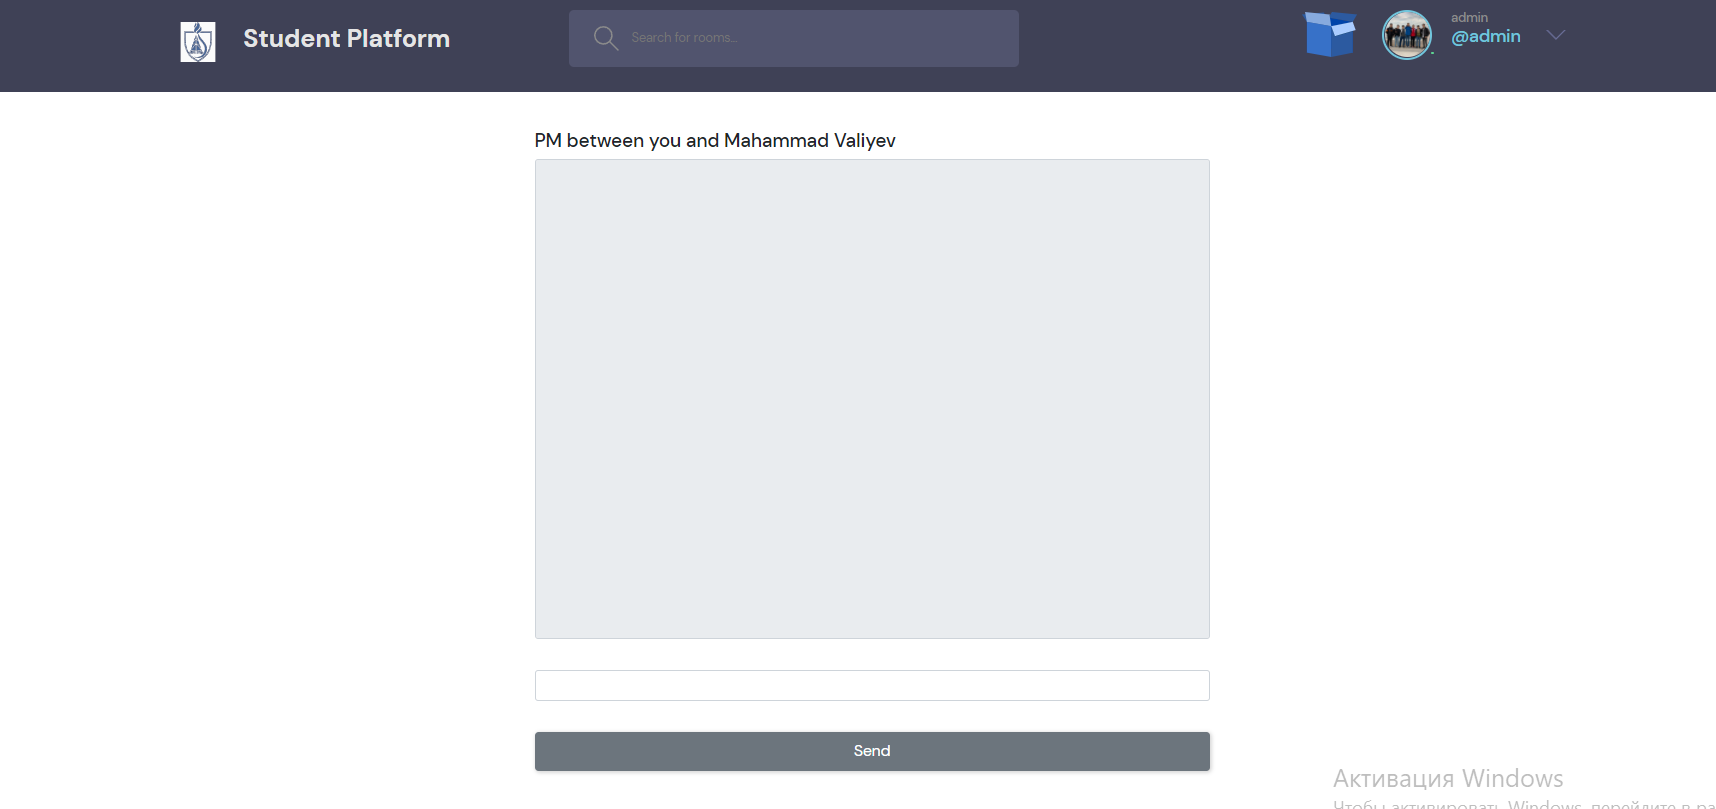 Student Platform
Search for rooms...
admin
@admin
PM between you and Mahammad Valiyev
Send
Активация Windows
Чтобы активировать Windows, перейдите в